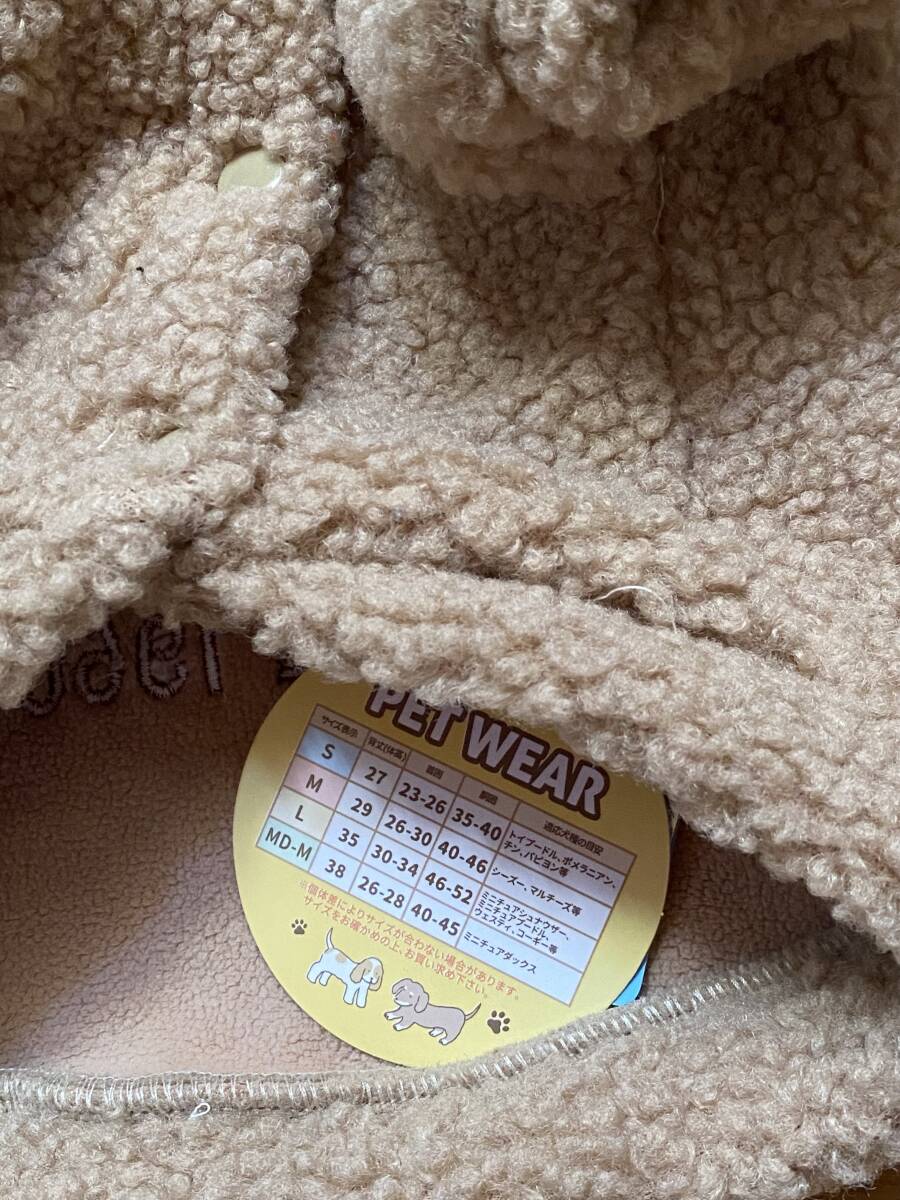 PET WEAR
サイズ表示 背丈(体高) 首囲 胴囲 適応犬種の目安
S 27 23-26 35-40 トイプードル、ポメラニアン、
チン、パピヨン等
M 29 26-30 40-46 シーズー、マルチーズ等
L 35 30-34 46-52 ミニチュアシュナウザー、
ミニチュアプードル、
ウェスティ、コーギー等
MD-M 38 26-28 40-45 ミニチュアダックス
※個体差によりサイズが合わない場合があります。
サイズをお確かめの上、お買い求め下さい。